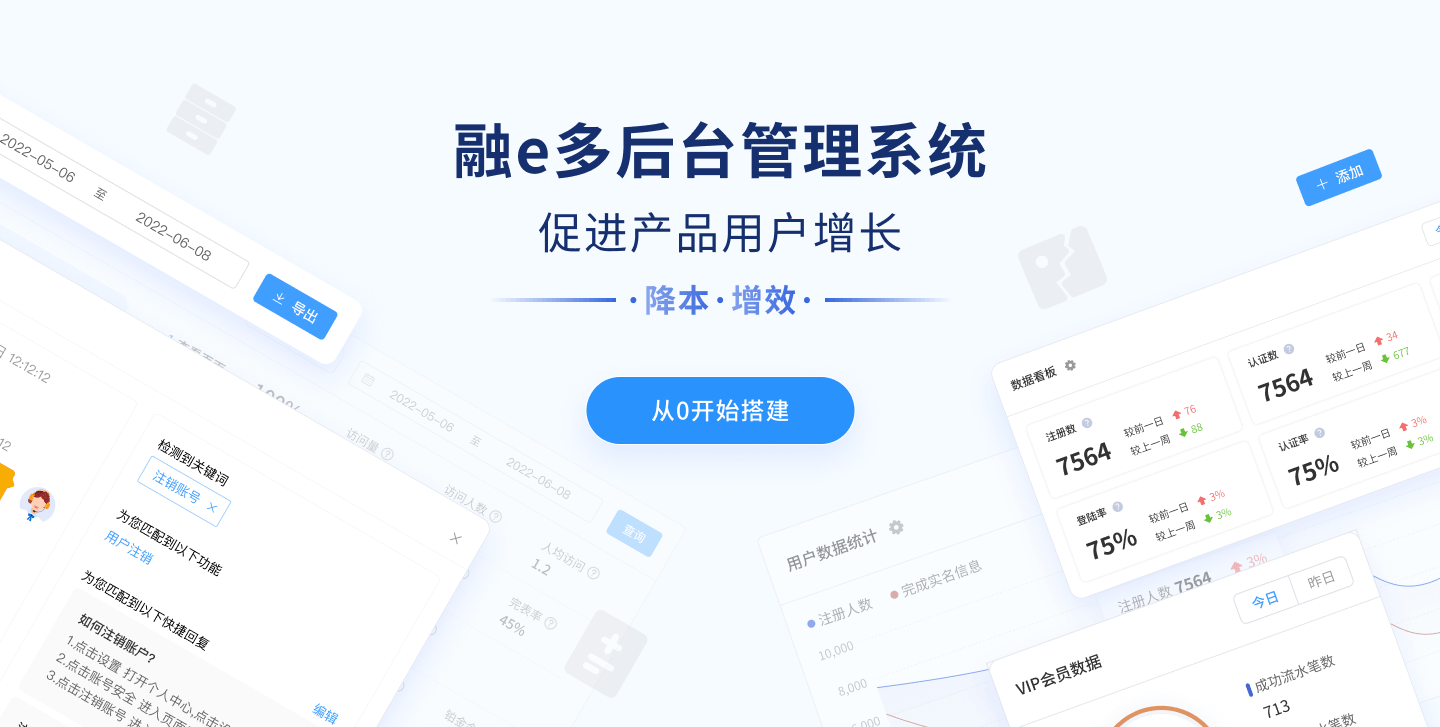 融e多后台管理系统
促进产品用户增长
·降本·增效·
从0开始搭建
2022-05-06
至
2022-06-08
导出
12:12:12
检测到关键词
注销账号 ×
为您匹配到以下功能
用户注销
为您匹配到以下快捷回复
如何注销账户?
1.点击设置 打开个人中心,点击
2.点击账号安全 进入页面
3.点击注销账号 进入
编辑
100%
2022-05-06
至
2022-06-08
查询
访问量
访问人数
人均访问
1.2
完表率
45%
+ 添加
数据看板
注册数
7564
较前一日 76
较上一周 88
认证数
7564
较前一日 34
较上一周 677
登陆率
75%
较前一日 3%
较上一周 3%
认证率
75%
较前一日 3%
较上一周 3%
用户数据统计
注册人数
完成实名信息
10,000
8,000
注册人数 7564
3%
VIP会员数据
今日
昨日
成功流水笔数
713